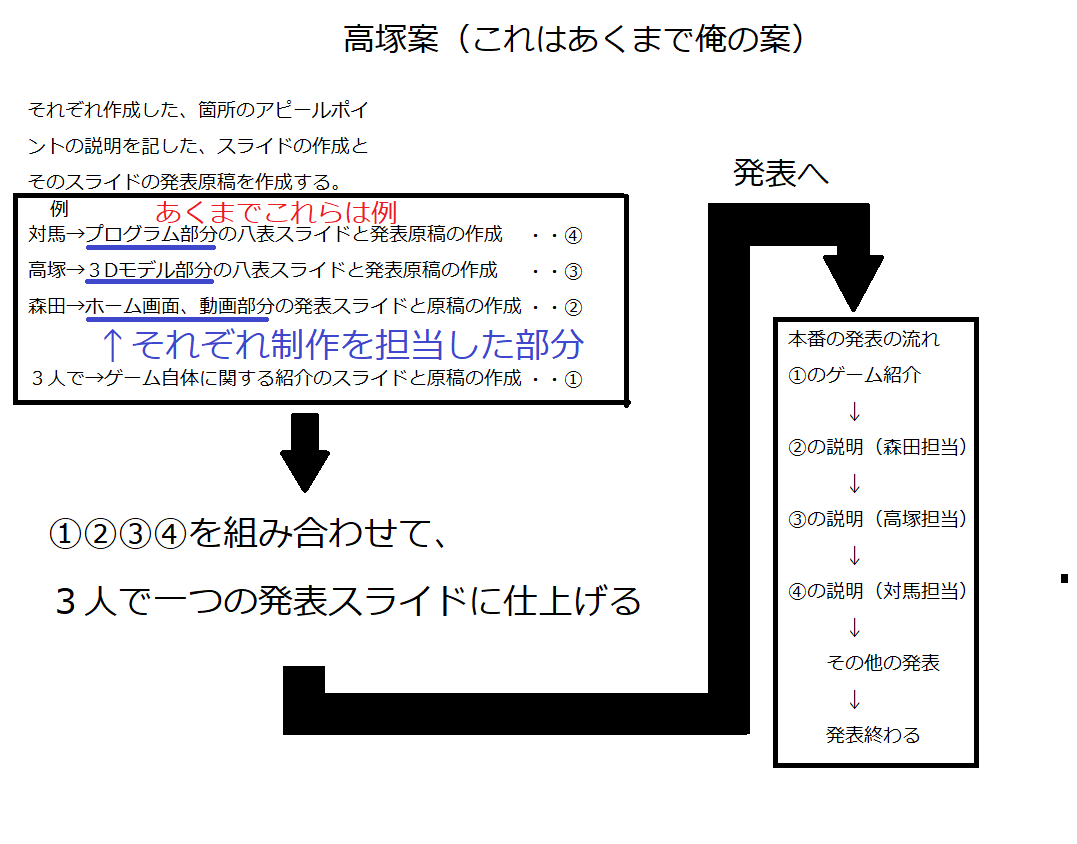 高塚案（これはあくまで俺の案）
それぞれ作成した、箇所のアピールポイ
ントの説明を記した、スライドの作成と
そのスライドの発表原稿を作成する。
例
あくまでこれらは例
対馬→プログラム部分の八表スライドと発表原稿の作成　・・④
高塚→３Dモデル部分の八表スライドと発表原稿の作成　・・③
森田→ホーム画面、動画部分の発表スライドと原稿の作成・・②
↑それぞれ制作を担当した部分
３人で→ゲーム自体に関する紹介のスライドと原稿の作成・・①
①②③④を組み合わせて、
３人で一つの発表スライドに仕上げる
発表へ
本番の発表の流れ
①のゲーム紹介
↓
②の説明（森田担当）
↓
③の説明（高塚担当）
↓
④の説明（対馬担当）
↓
その他の発表
↓
発表終わる